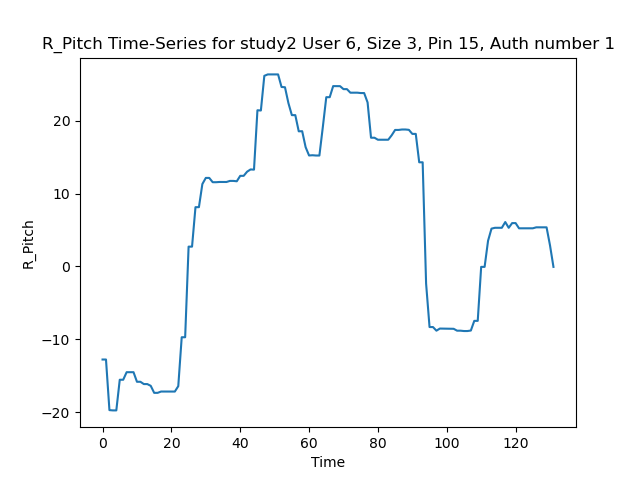 R_Pitch Time-Series for study2 User 6, Size 3, Pin 15, Auth number 1
R_Pitch
20
10
0
−10
−20
0 20 40 60 80 100 120
Time